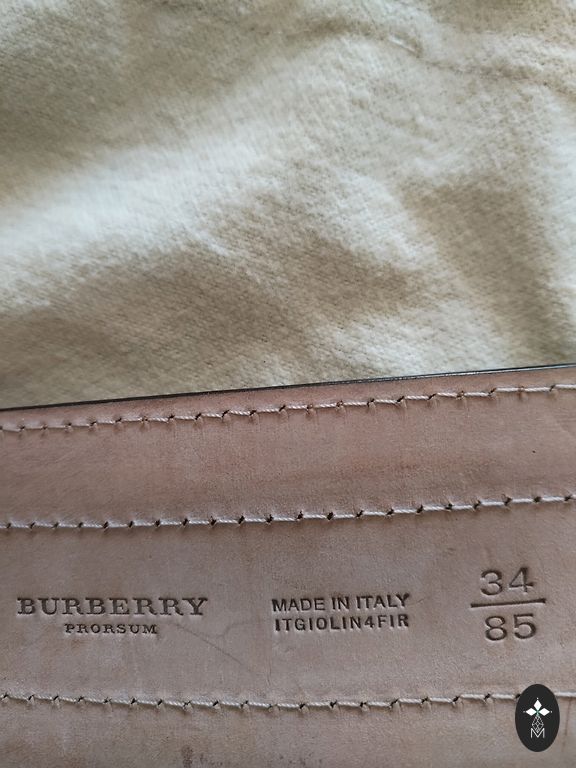 BURBERRY
PRORSUM
MADE IN ITALY
ITGIOLIN4FIR
34
85